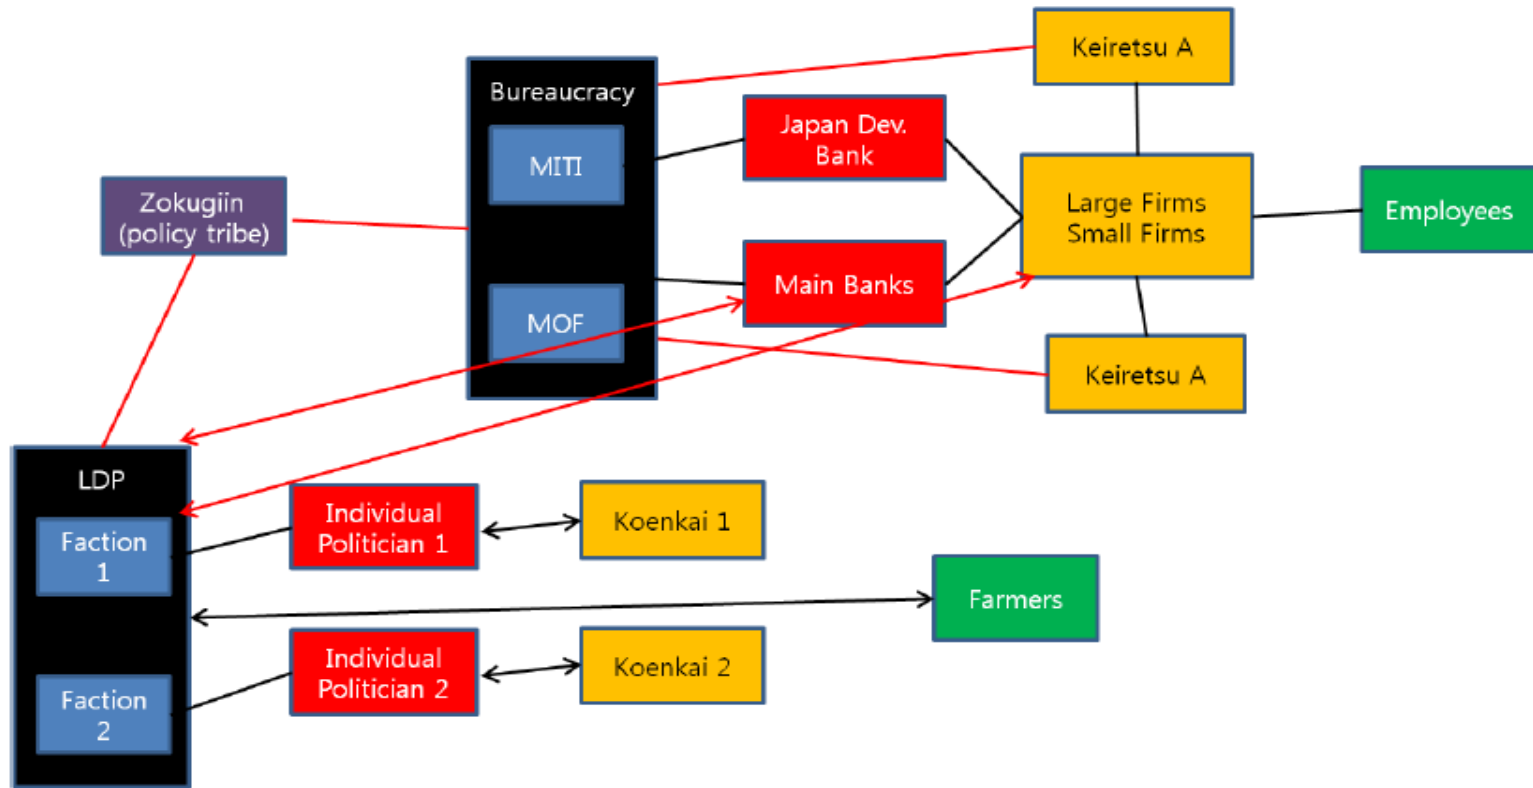 Keiretsu A
Bureaucracy
Japan Dev.
Bank
MITI
Zokugiin
(policy tribe)
Large Firms
Small Firms
Employees
Main Banks
MOF
Keiretsu A
LDP
Individual
Politician 1
Koenkai 1
Faction
1
Farmers
Individual
Politician 2
Koenkai 2
Faction
2